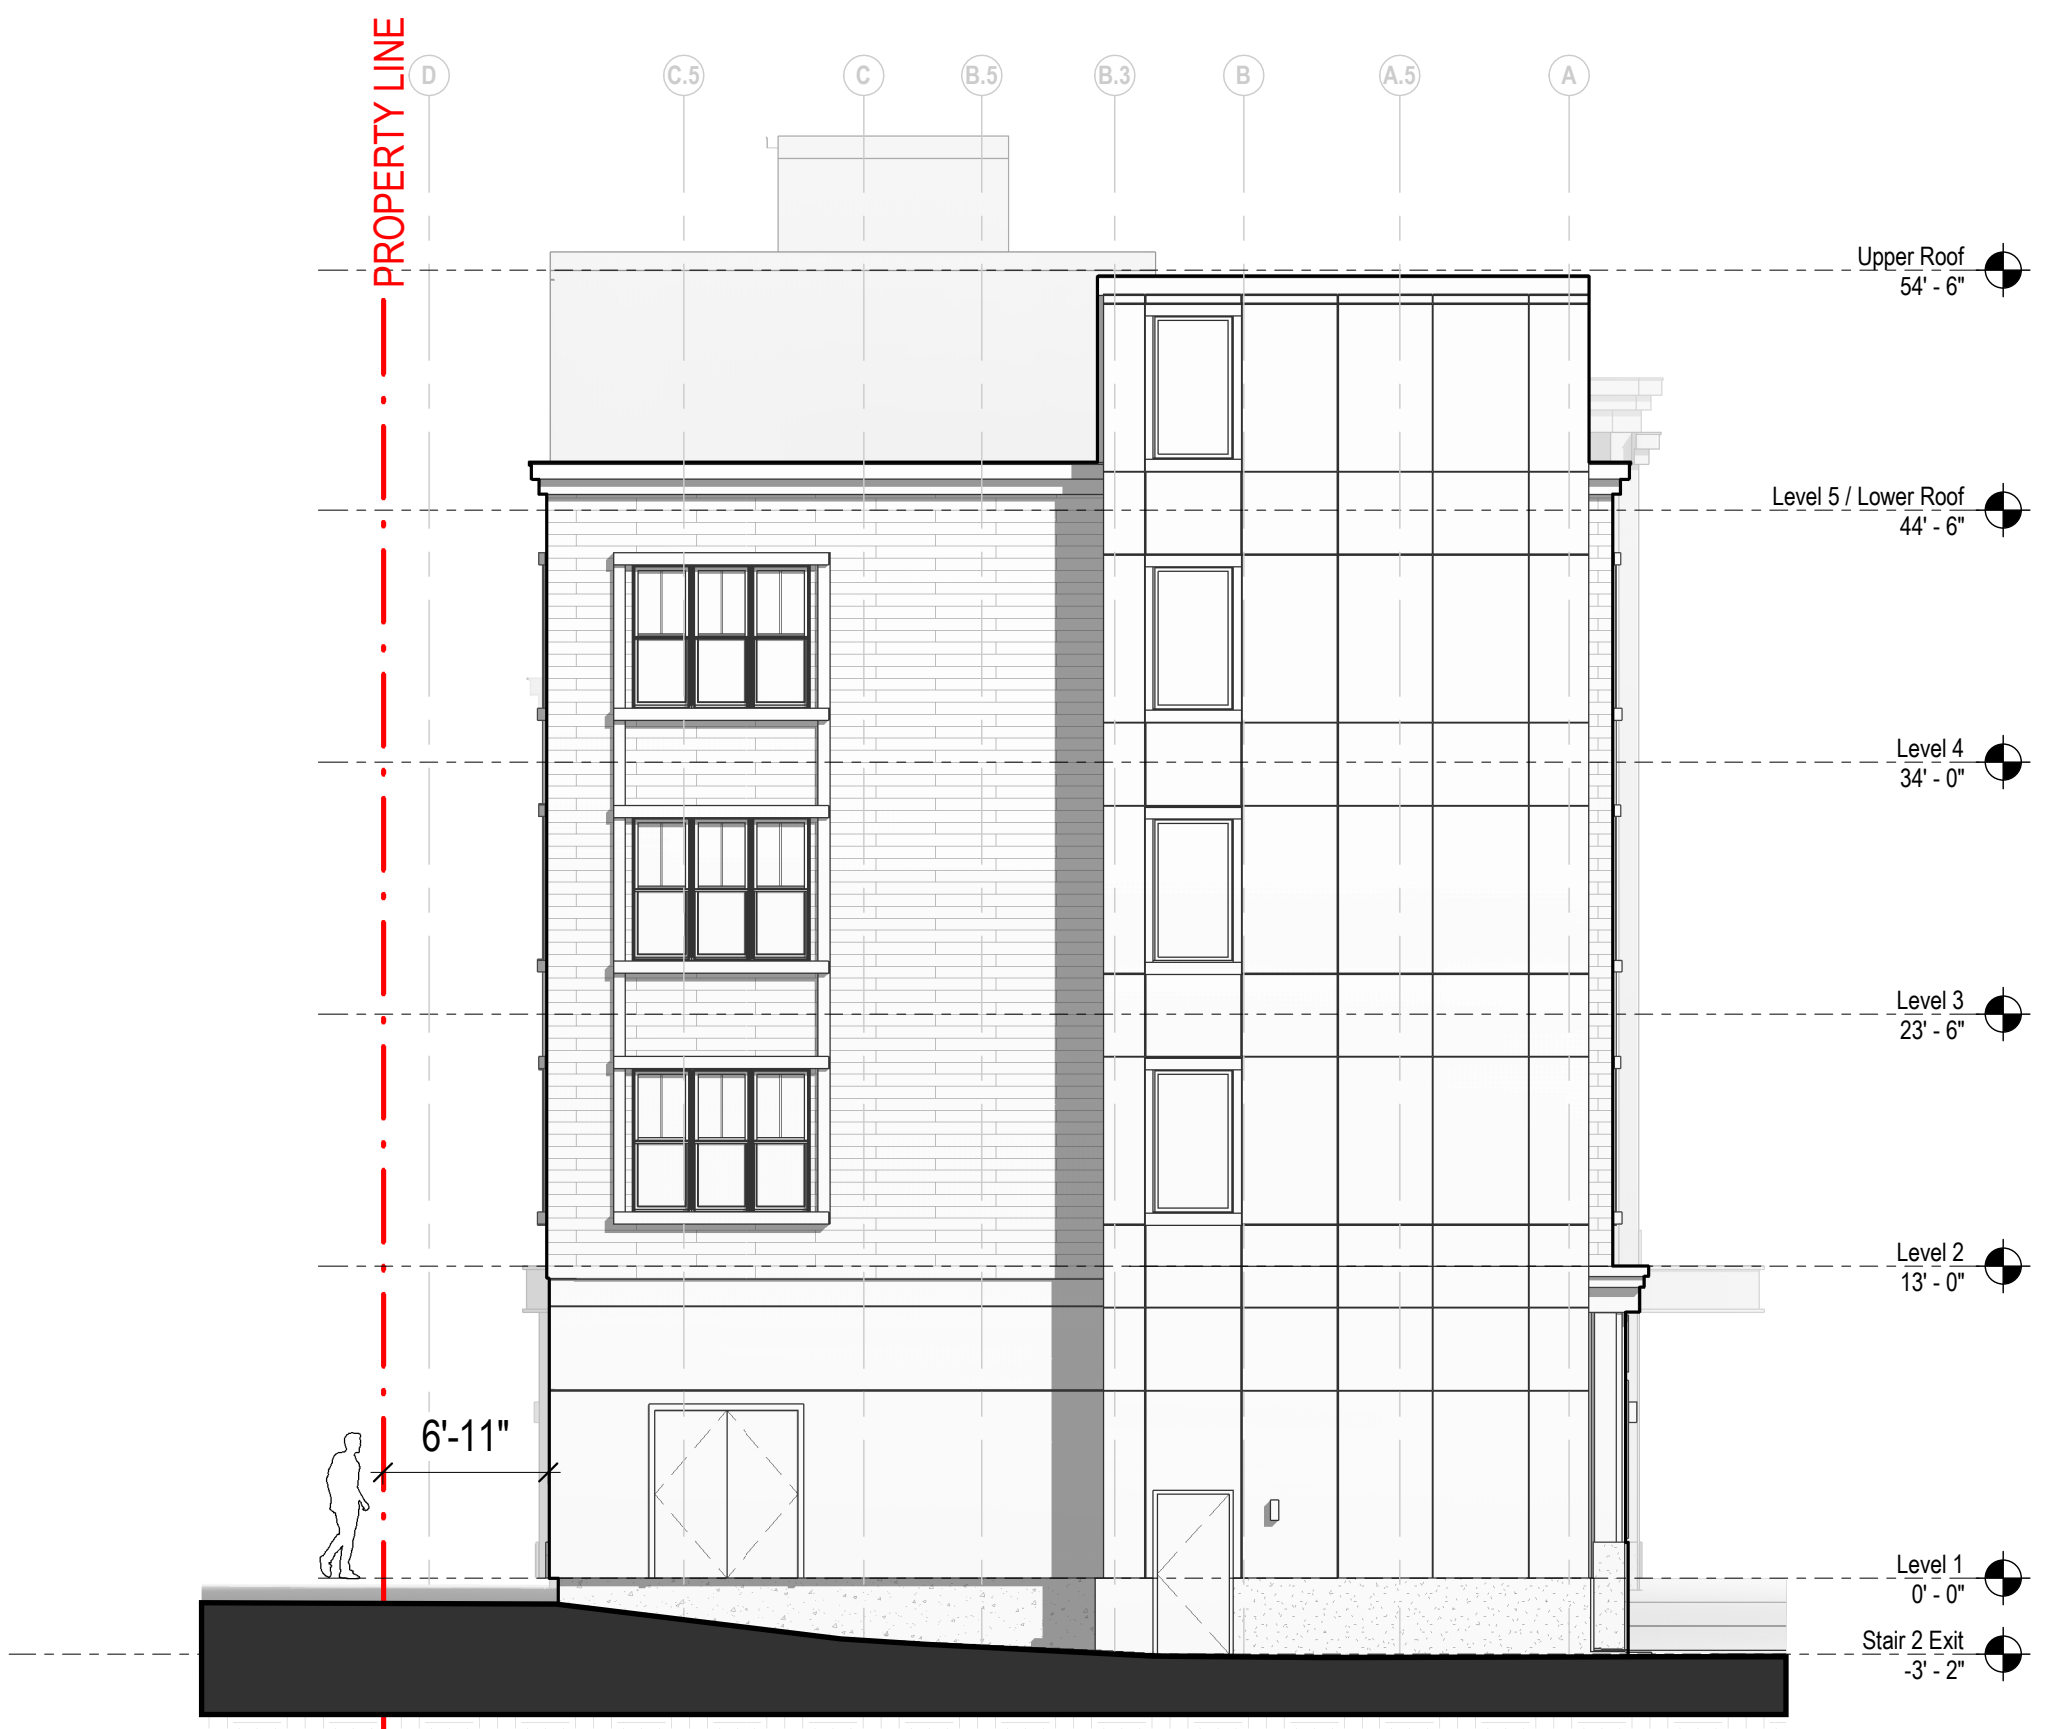 PROPERTY LINE
D
C.5
C
B.5
B.3
B
A.5
A
Upper Roof
54' - 6"
Level 5 / Lower Roof
44' - 6"
Level 4
34' - 0"
Level 3
23' - 6"
Level 2
13' - 0"
6'-11"
Level 1
0' - 0"
Stair 2 Exit
-3' - 2"